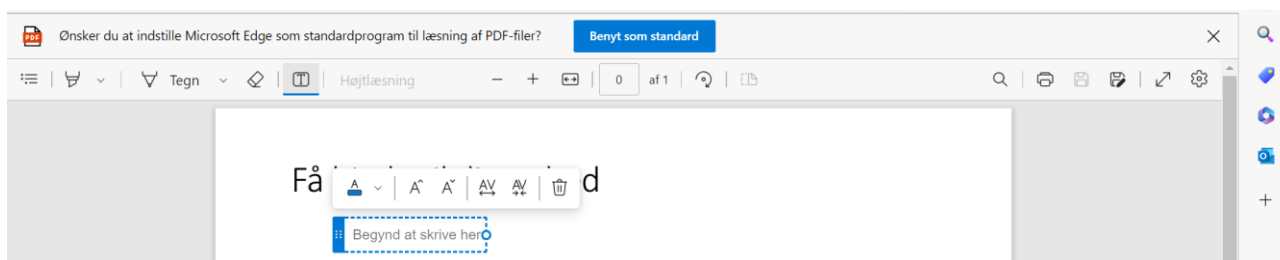 Ønsker du at indstille Microsoft Edge som standardprogram til læsning af PDF-filer? Benyt som standard
Tegn Højtlæsning 0 af 1
Få d
Begynd at skrive her